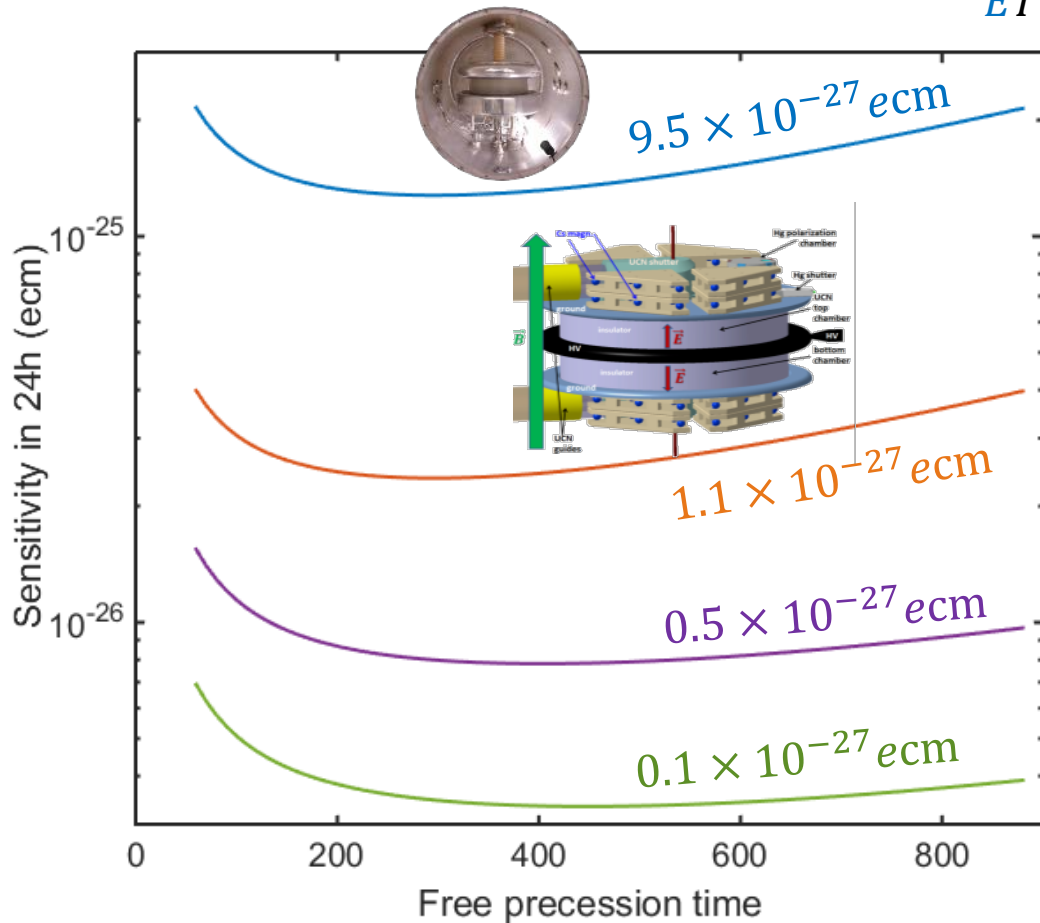 E T
9.5 × 10⁻²⁷ ecm
10⁻²⁵
Cs magn.
Hg polarization
chamber
UCN shutter
Hg shutter
ground
UCN
top
chamber
insulator
B
E
HV
HV
bottom
chamber
insulator
E
ground
UCN
guides
1.1 × 10⁻²⁷ ecm
0.5 × 10⁻²⁷ ecm
10⁻²⁶
0.1 × 10⁻²⁷ ecm
Sensitivity in 24h (ecm)
0 200 400 600 800
Free precession time